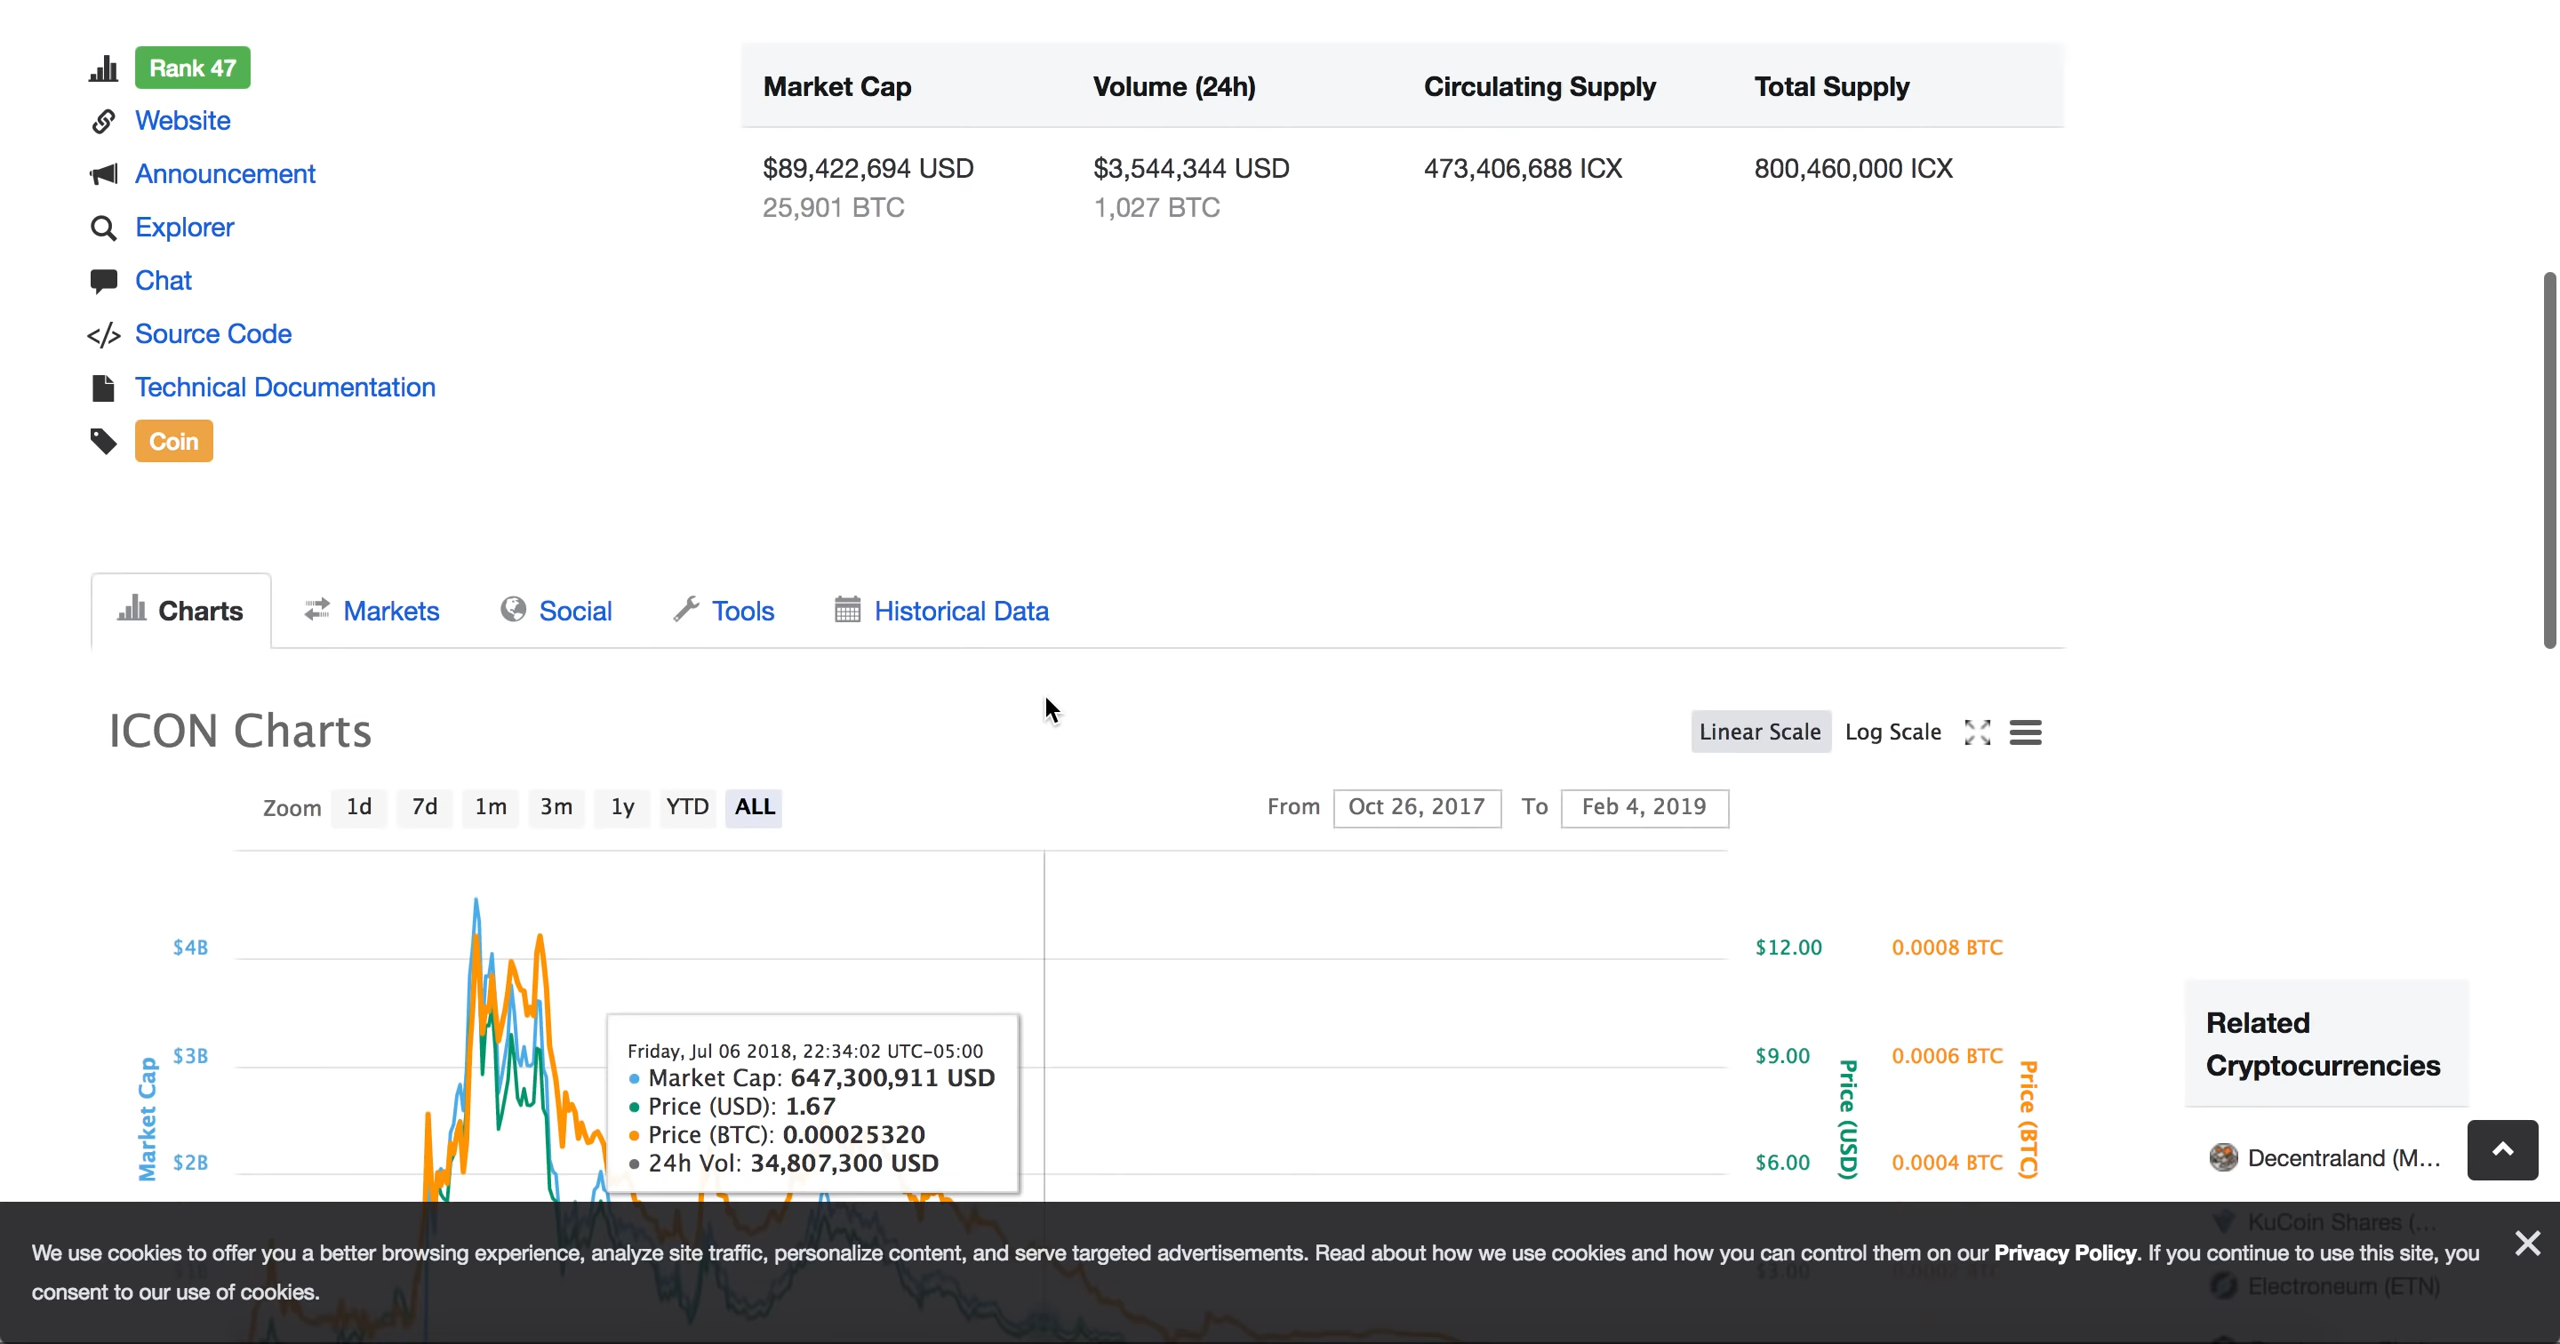 Rank 47
Website
Announcement
Explorer
Chat
Source Code
Technical Documentation
Coin
Market Cap Volume (24h) Circulating Supply Total Supply
$89,422,694 USD $3,544,344 USD 473,406,688 ICX 800,460,000 ICX
25,901 BTC 1,027 BTC
Charts Markets Social Tools Historical Data
ICON Charts
Linear Scale Log Scale
Zoom 1d 7d 1m 3m 1y YTD ALL From Oct 26, 2017 To Feb 4, 2019
$4B $12.00 0.0008 BTC
$3B $9.00 0.0006 BTC
$2B $6.00 0.0004 BTC
Market Cap
Price (USD)
Price (BTC)
Friday, Jul 06 2018, 22:34:02 UTC-05:00
Market Cap: 647,300,911 USD
Price (USD): 1.67
Price (BTC): 0.00025320
24h Vol: 34,807,300 USD
Related
Cryptocurrencies
Decentraland (M...
KuCoin Shares (...
We use cookies to offer you a better browsing experience, analyze site traffic, personalize content, and serve targeted advertisements. Read about how we use cookies and how you can control them on our Privacy Policy. If you continue to use this site, you
consent to our use of cookies.
$3.00
Electroneum (ETN)